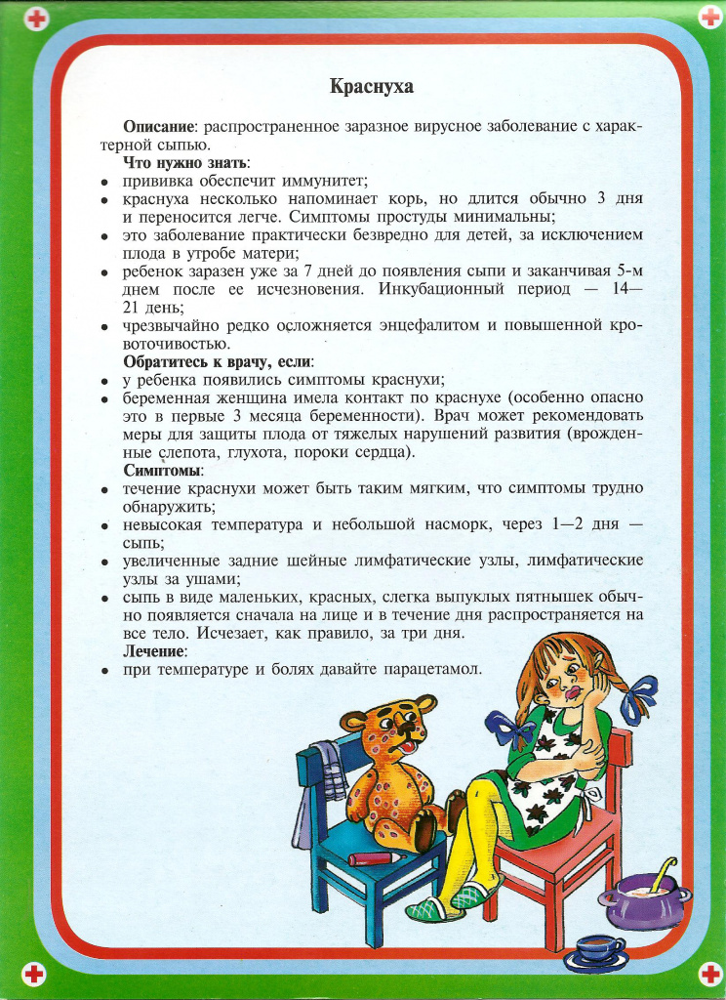 Краснуха
Описание: распространенное заразное вирусное заболевание с харак-
терной сыпью.
Что нужно знать:
• прививка обеспечит иммунитет;
• краснуха несколько напоминает корь, но длится обычно 3 дня
и переносится легче. Симптомы простуды минимальны;
• это заболевание практически безвредно для детей, за исключением
плода в утробе матери;
• ребенок заразен уже за 7 дней до появления сыпи и заканчивая 5-м
днем после ее исчезновения. Инкубационный период — 14—
21 день;
• чрезвычайно редко осложняется энцефалитом и повышенной кро-
воточивостью.
Обратитесь к врачу, если:
• у ребенка появились симптомы краснухи;
• беременная женщина имела контакт по краснухе (особенно опасно
это в первые 3 месяца беременности). Врач может рекомендовать
меры для защиты плода от тяжелых нарушений развития (врожден-
ные слепота, глухота, пороки сердца).
Симптомы:
• течение краснухи может быть таким мягким, что симптомы трудно
обнаружить;
• невысокая температура и небольшой насморк, через 1—2 дня —
сыпь;
• увеличенные задние шейные лимфатические узлы, лимфатические
узлы за ушами;
• сыпь в виде маленьких, красных, слегка выпуклых пятнышек обыч-
но появляется сначала на лице и в течение дня распространяется на
все тело. Исчезает, как правило, за три дня.
Лечение:
• при температуре и болях давайте парацетамол.